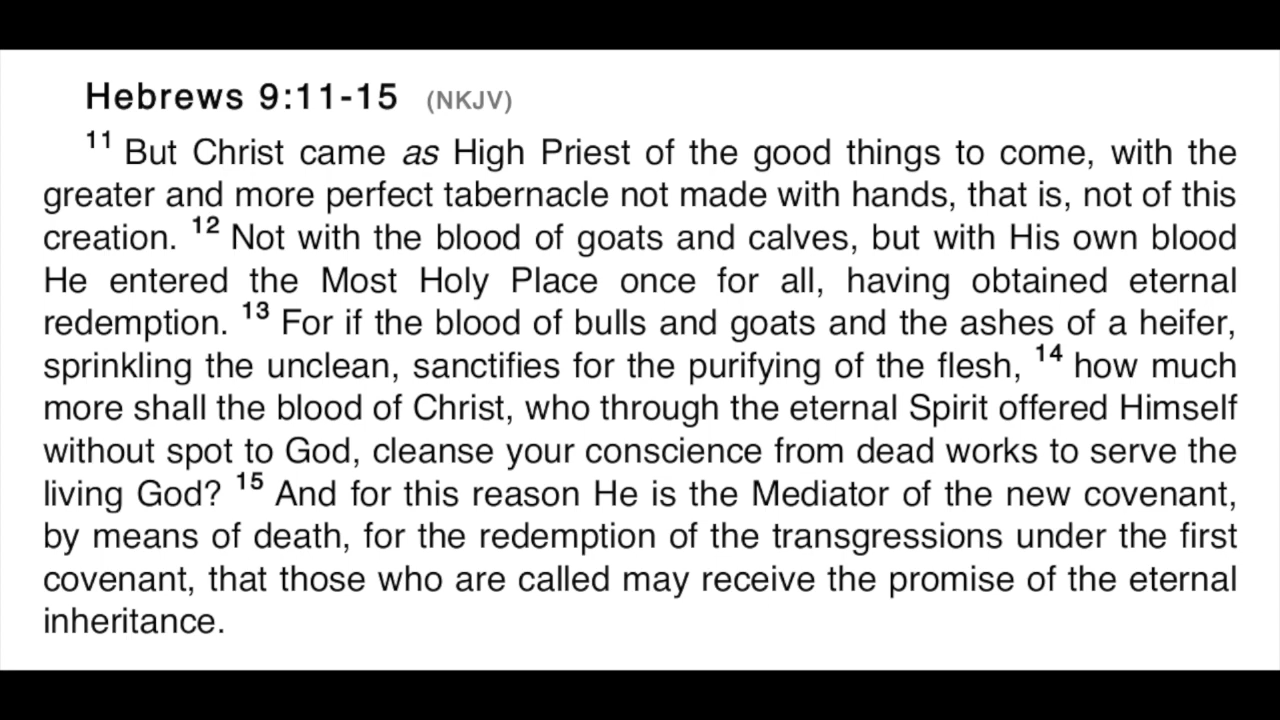 Hebrews 9:11-15 (NKJV)
11 But Christ came as High Priest of the good things to come, with the
greater and more perfect tabernacle not made with hands, that is, not of this
creation. 12 Not with the blood of goats and calves, but with His own blood
He entered the Most Holy Place once for all, having obtained eternal
redemption. 13 For if the blood of bulls and goats and the ashes of a heifer,
sprinkling the unclean, sanctifies for the purifying of the flesh, 14 how much
more shall the blood of Christ, who through the eternal Spirit offered Himself
without spot to God, cleanse your conscience from dead works to serve the
living God? 15 And for this reason He is the Mediator of the new covenant,
by means of death, for the redemption of the transgressions under the first
covenant, that those who are called may receive the promise of the eternal
inheritance.